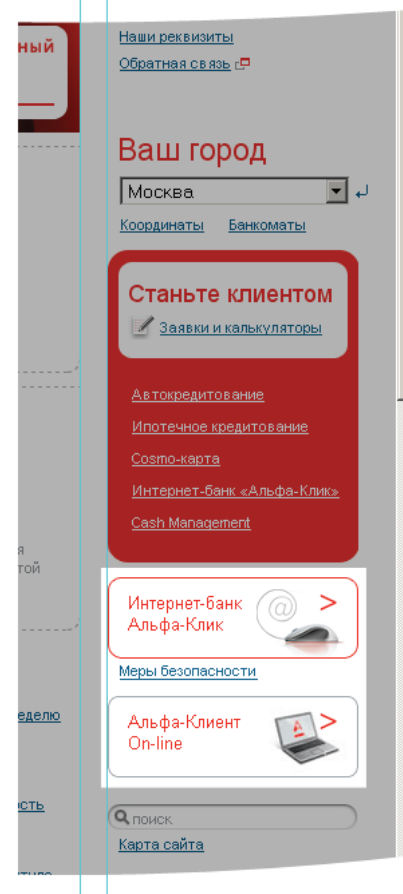 ный
Наши реквизиты
Обратная связь
Ваш город
Москва
Координаты Банкоматы
Станьте клиентом
Заявки и калькуляторы
Автокредитование
Ипотечное кредитование
Cosmo-карта
Интернет-банк «Альфа-Клик»
Cash Management
я
той
Интернет-банк
Альфа-Клик
@ >
Меры безопасности
еделю
Альфа-Клиент
On-line
A >
ость
поиск
Карта сайта